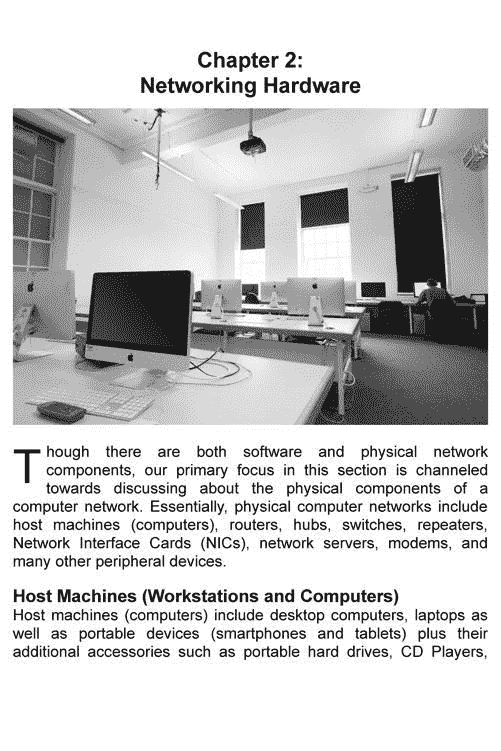 Chapter 2:
Networking Hardware
Though there are both software and physical network
components, our primary focus in this section is channeled
towards discussing about the physical components of a
computer network. Essentially, physical computer networks include
host machines (computers), routers, hubs, switches, repeaters,
Network Interface Cards (NICs), network servers, modems, and
many other peripheral devices.
Host Machines (Workstations and Computers)
Host machines (computers) include desktop computers, laptops as
well as portable devices (smartphones and tablets) plus their
additional accessories such as portable hard drives, CD Players,